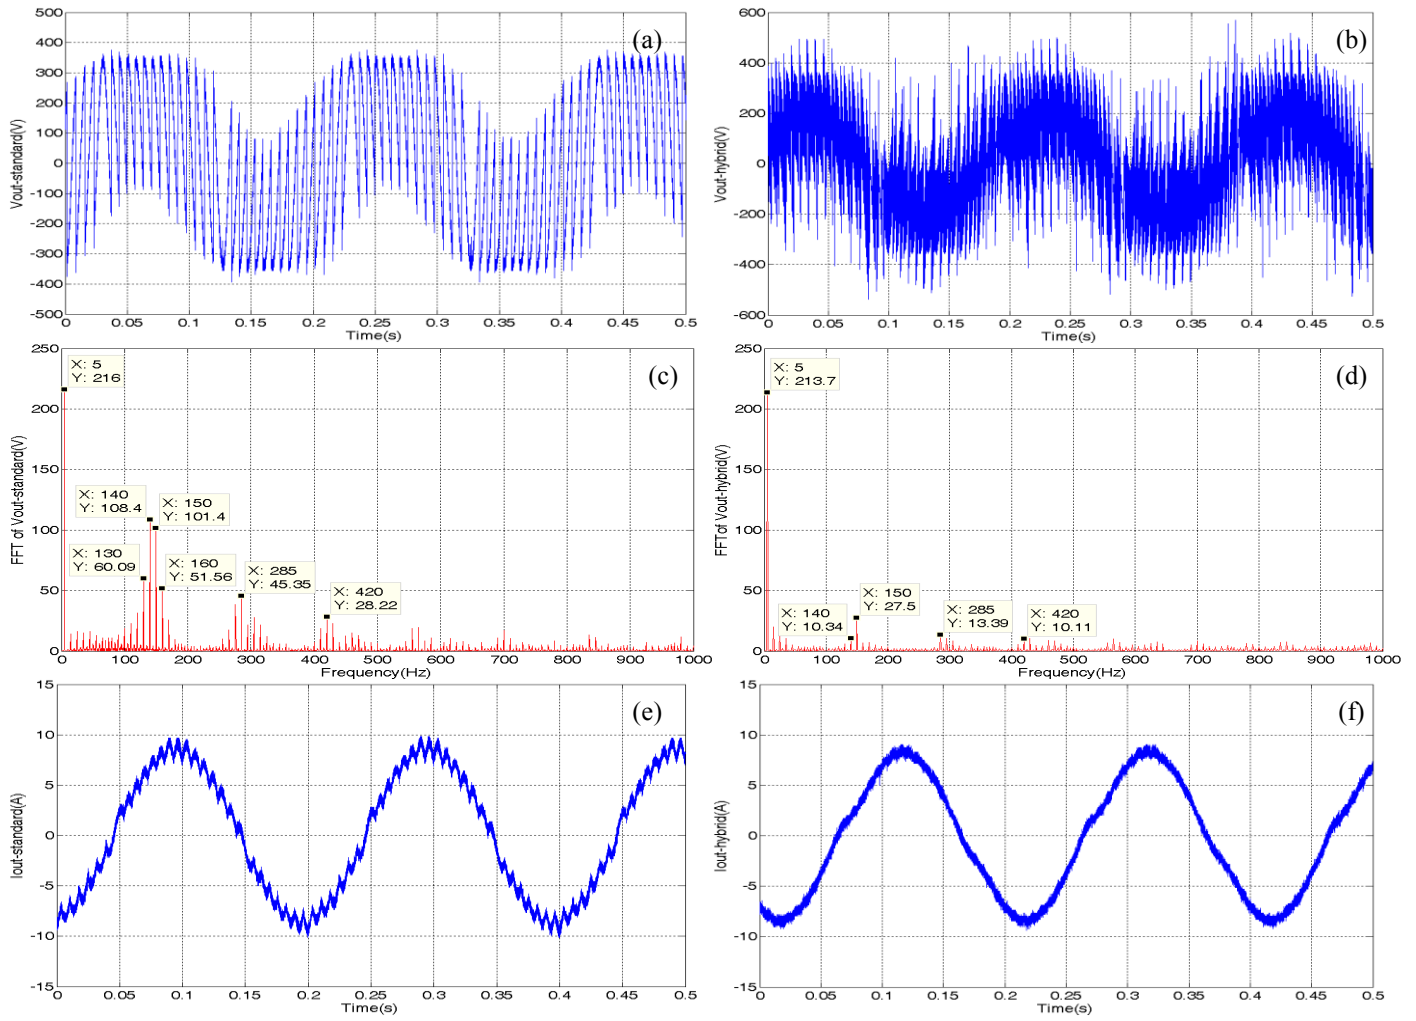 (a)
Vout-standard(V)
500
400
300
200
100
0
-100
-200
-300
-400
-500
0 0.05 0.1 0.15 0.2 0.25 0.3 0.35 0.4 0.45 0.5
Time(s)
(b)
Vout-hybrid(V)
600
400
200
0
-200
-400
-600
0 0.05 0.1 0.15 0.2 0.25 0.3 0.35 0.4 0.45 0.5
Time(s)
(c)
FFT of Vout-standard(V)
250
200
150
100
50
0
X: 5
Y: 216
X: 140
Y: 108.4
X: 150
Y: 101.4
X: 130
Y: 60.09
X: 160
Y: 51.56
X: 285
Y: 45.35
X: 420
Y: 28.22
0 100 200 300 400 500 600 700 800 900 1000
Frequency(Hz)
(d)
FFT of Vout-hybrid(V)
250
200
150
100
50
0
X: 5
Y: 213.7
X: 140
Y: 10.34
X: 150
Y: 27.5
X: 285
Y: 13.39
X: 420
Y: 10.11
0 100 200 300 400 500 600 700 800 900 1000
Frequency(Hz)
(e)
Iout-standard(A)
15
10
5
0
-5
-10
-15
0 0.05 0.1 0.15 0.2 0.25 0.3 0.35 0.4 0.45 0.5
Time(s)
(f)
Iout-hybrid(A)
15
10
5
0
-5
-10
-15
0 0.05 0.1 0.15 0.2 0.25 0.3 0.35 0.4 0.45 0.5
Time(s)